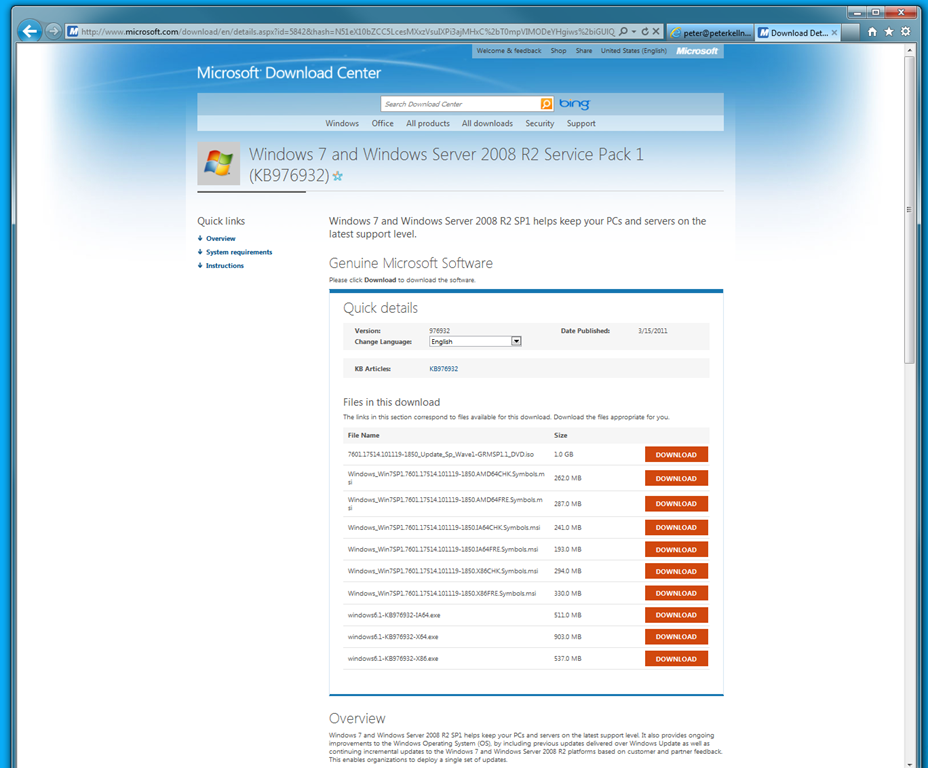 http://www.microsoft.com/download/en/details.aspx?id=5842&hash=
peter@peterkelln...
Download Det...
Welcome & feedback Shop Share United States (English) Microsoft
Microsoft Download Center
Search Download Center
bing
Windows Office All products All downloads Security Support
Windows 7 and Windows Server 2008 R2 Service Pack 1
(KB976932)
Quick links
Overview
System requirements
Instructions
Windows 7 and Windows Server 2008 R2 SP1 helps keep your PCs and servers on the
latest support level.
Genuine Microsoft Software
Please click Download to download the software.
Quick details
Version: 976932 Date Published: 3/15/2011
Change Language: English
KB Articles: KB976932
Files in this download
The links in this section correspond to files available for this download. Download the files appropriate for you.
File Name Size
7601.17514.101119-1850_Update_Sp_Wave1-GRMSP1.1_DVD.iso 1.0 GB DOWNLOAD
Windows_Win7SP1.7601.17514.101119-1850.AMD64CHK.Symbols.m
si 262.0 MB DOWNLOAD
Windows_Win7SP1.7601.17514.101119-1850.AMD64FRE.Symbols.m
si 287.0 MB DOWNLOAD
Windows_Win7SP1.7601.17514.101119-1850.IA64CHK.Symbols.msi 241.0 MB DOWNLOAD
Windows_Win7SP1.7601.17514.101119-1850.IA64FRE.Symbols.msi 193.0 MB DOWNLOAD
Windows_Win7SP1.7601.17514.101119-1850.X86CHK.Symbols.msi 294.0 MB DOWNLOAD
Windows_Win7SP1.7601.17514.101119-1850.X86FRE.Symbols.msi 330.0 MB DOWNLOAD
windows6.1-KB976932-IA64.exe 511.0 MB DOWNLOAD
windows6.1-KB976932-X64.exe 903.0 MB DOWNLOAD
windows6.1-KB976932-X86.exe 537.0 MB DOWNLOAD
Overview
Windows 7 and Windows Server 2008 R2 SP1 helps keep your PCs and servers on the latest support level. It also provides ongoing
improvements to the Windows Operating System (OS), by including previous updates delivered over Windows Update as well as
continuing incremental updates to the Windows 7 and Windows Server 2008 R2 platforms based on customer and partner feedback.
This enables organizations to deploy a single set of updates.